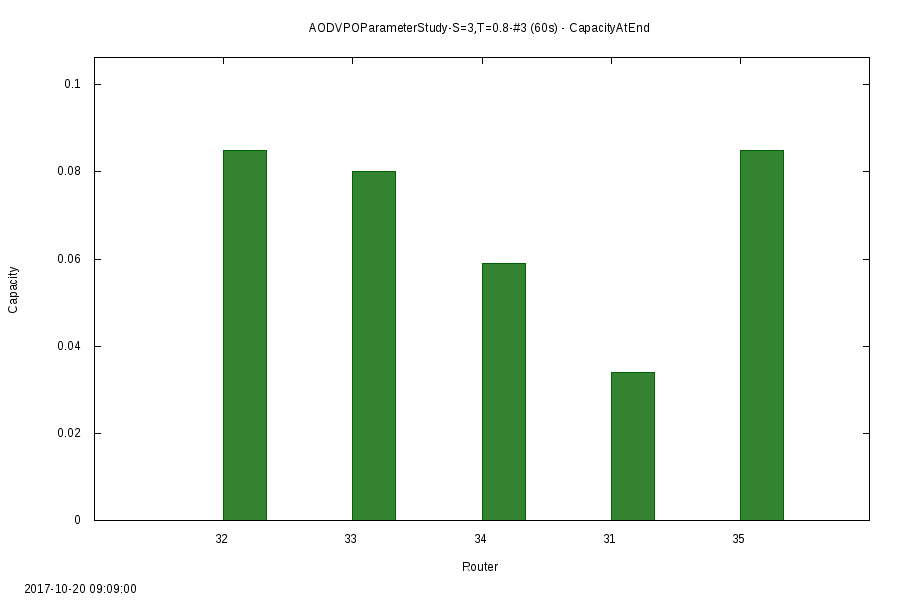 AODVPOParameterStudy-S=3,T=0.8-#3 (60s) - CapacityAtEnd
0.1
0.08
0.06
0.04
0.02
0
Capacity
32 33 34 31 35
Router
2017-10-20 09:09:00